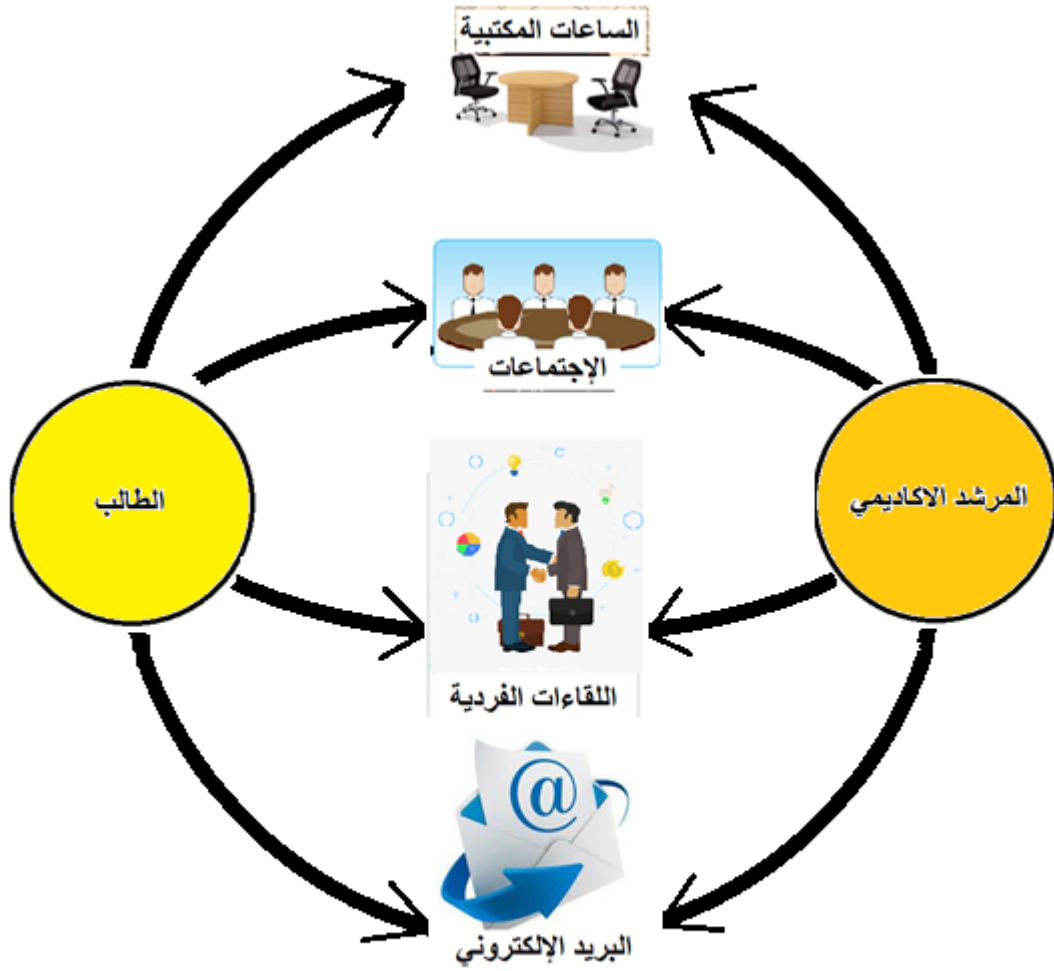 الساعات المكتبية
الإجتماعات
المرشد الاكاديمي
الطالب
اللقاءات الفردية
البريد الإلكتروني